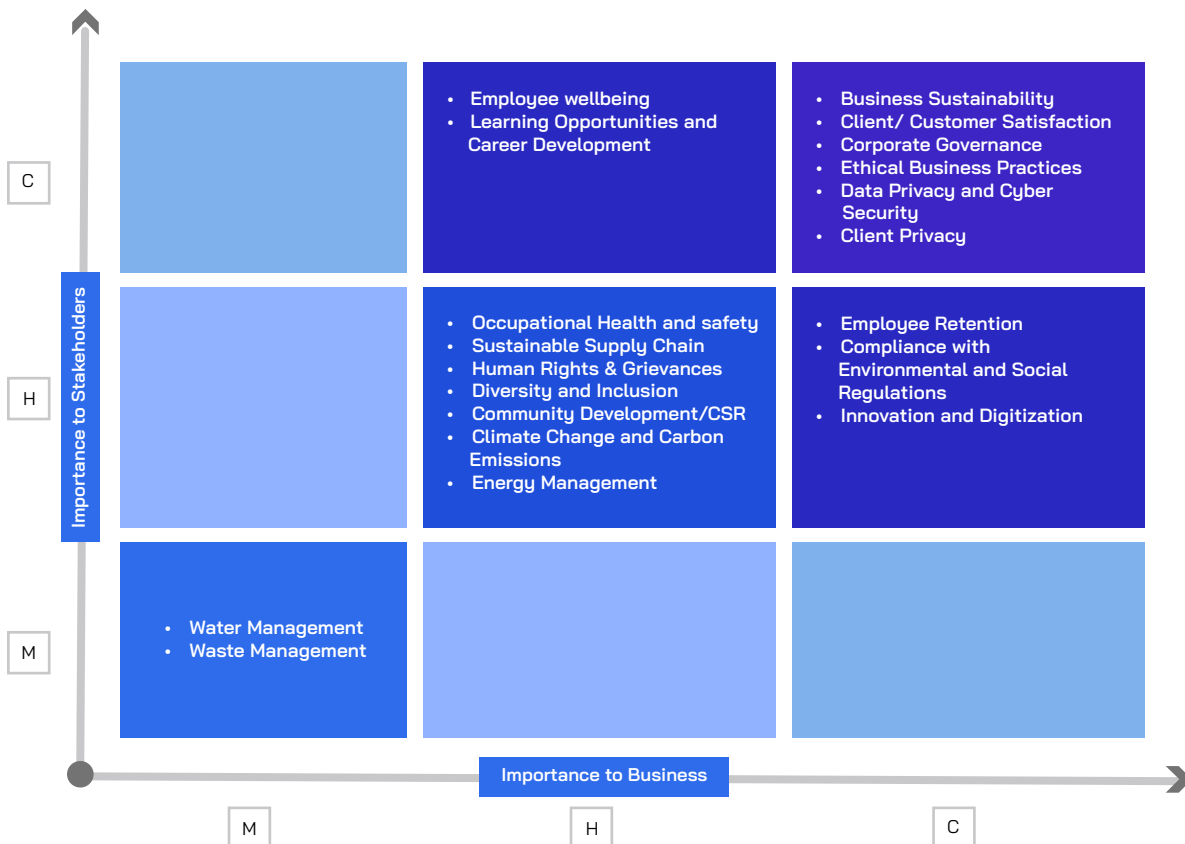 C
• Employee wellbeing
• Learning Opportunities and
Career Development
• Business Sustainability
• Client/ Customer Satisfaction
• Corporate Governance
• Ethical Business Practices
• Data Privacy and Cyber
Security
• Client Privacy
Importance to Stakeholders
H
• Occupational Health and safety
• Sustainable Supply Chain
• Human Rights & Grievances
• Diversity and Inclusion
• Community Development/CSR
• Climate Change and Carbon
Emissions
• Energy Management
• Employee Retention
• Compliance with
Environmental and Social
Regulations
• Innovation and Digitization
M
• Water Management
• Waste Management
Importance to Business
M
H
C